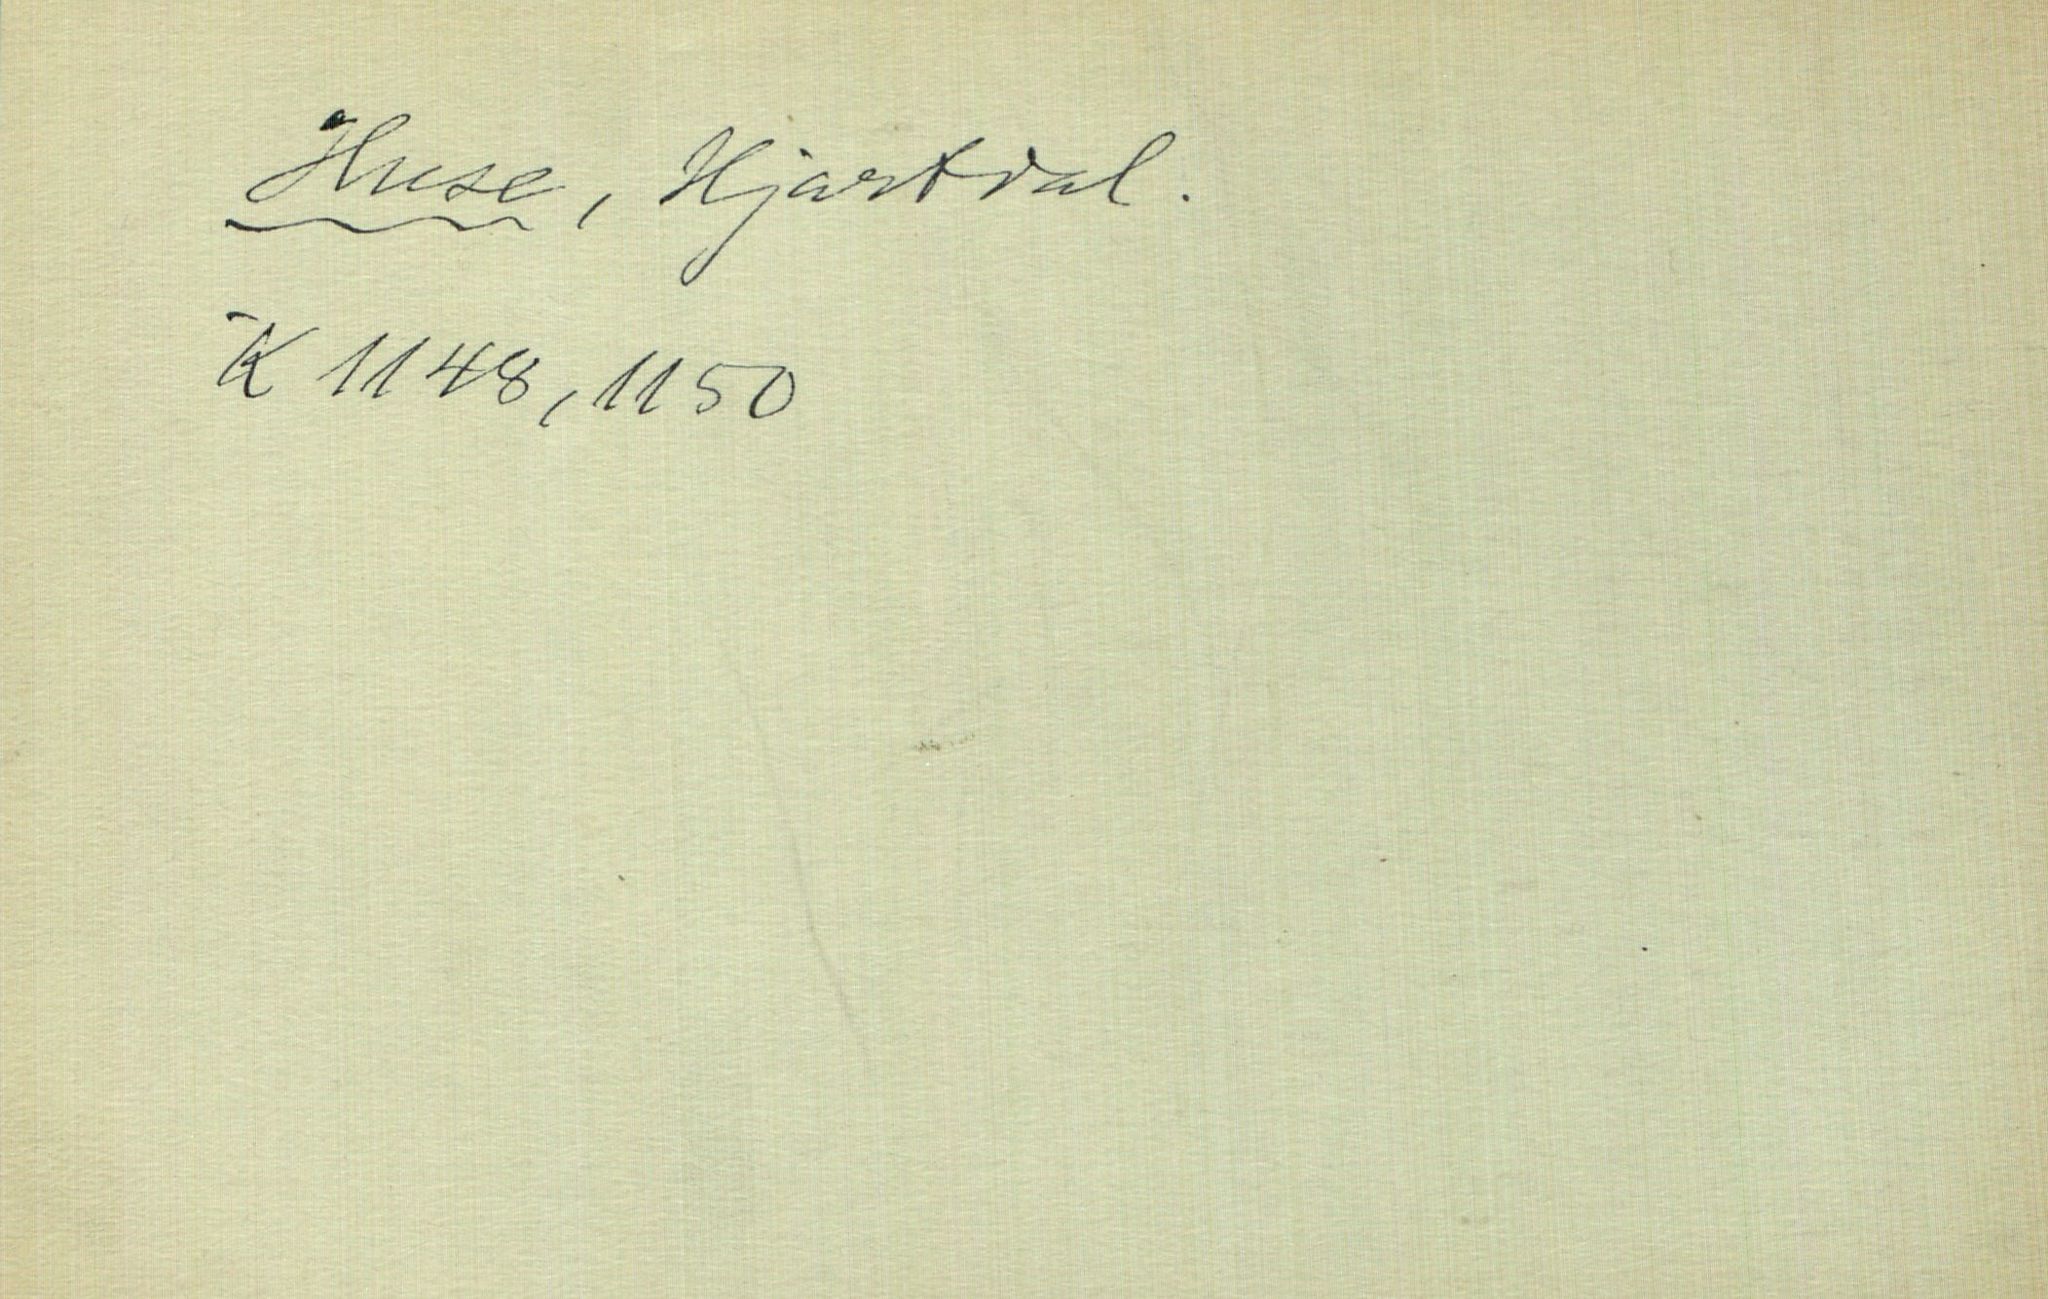 Huse, Hjartdal.
K 1148, 1150